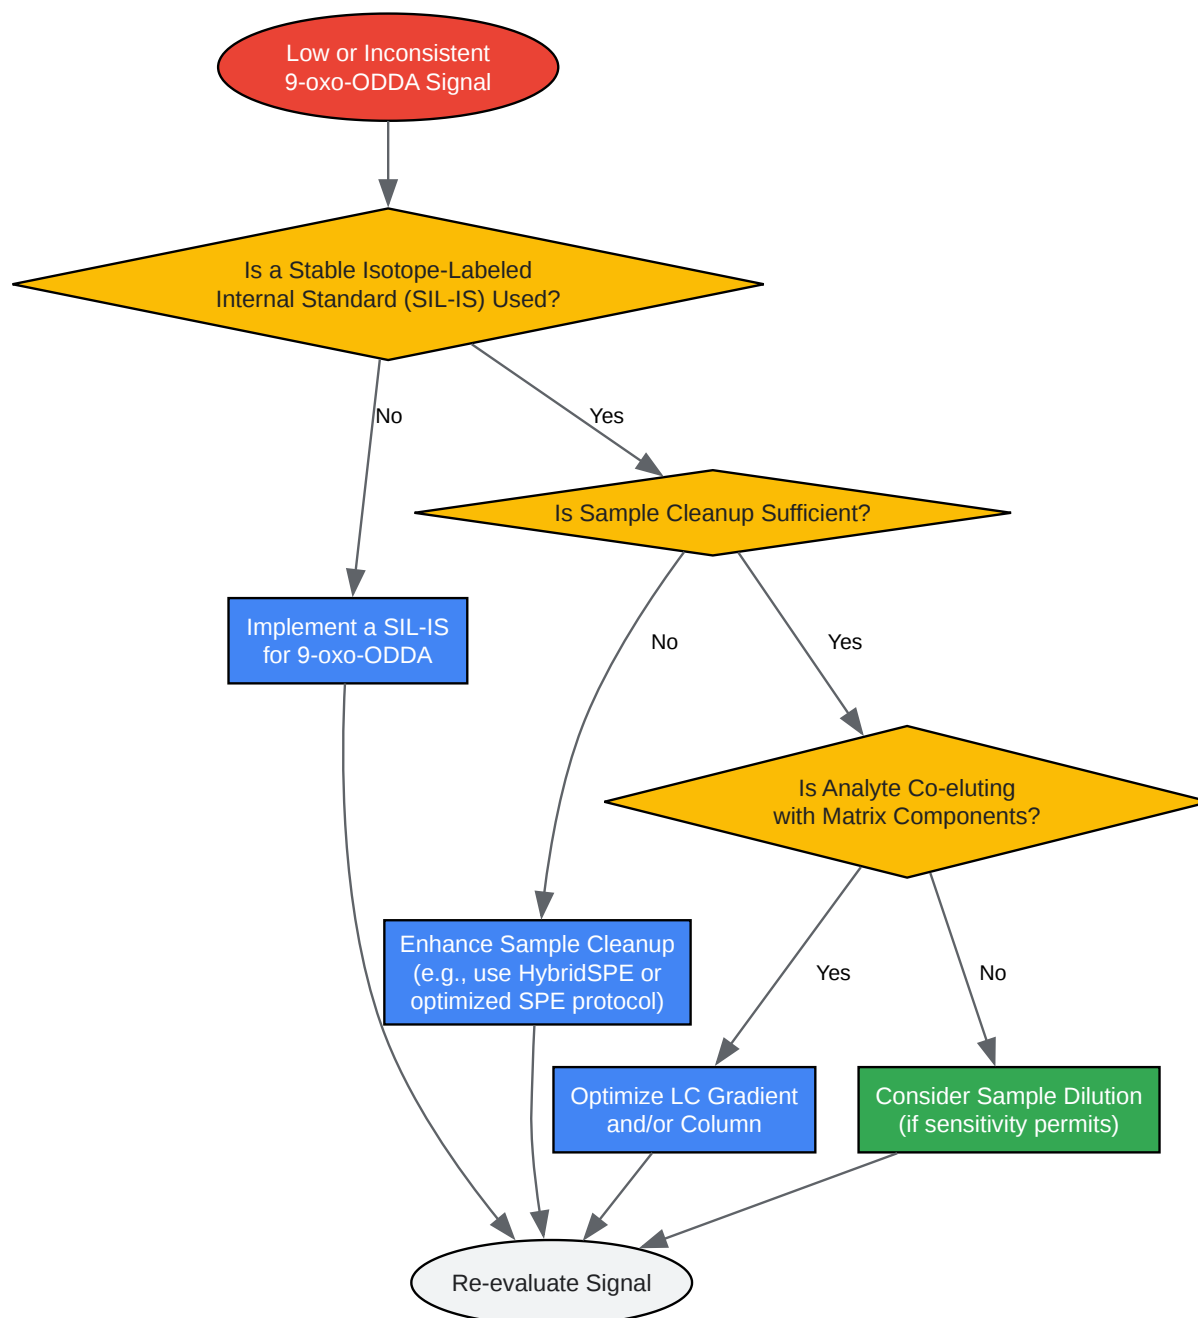 Low or Inconsistent
9-oxo-ODDA Signal
Is a Stable Isotope-Labeled
Internal Standard (SIL-IS) Used?
No
Yes
Is Sample Cleanup Sufficient?
Implement a SIL-IS
for 9-oxo-ODDA
No
Yes
Is Analyte Co-eluting
with Matrix Components?
Enhance Sample Cleanup
(e.g., use HybridSPE or
optimized SPE protocol)
Yes
No
Optimize LC Gradient
and/or Column
Consider Sample Dilution
(if sensitivity permits)
Re-evaluate Signal